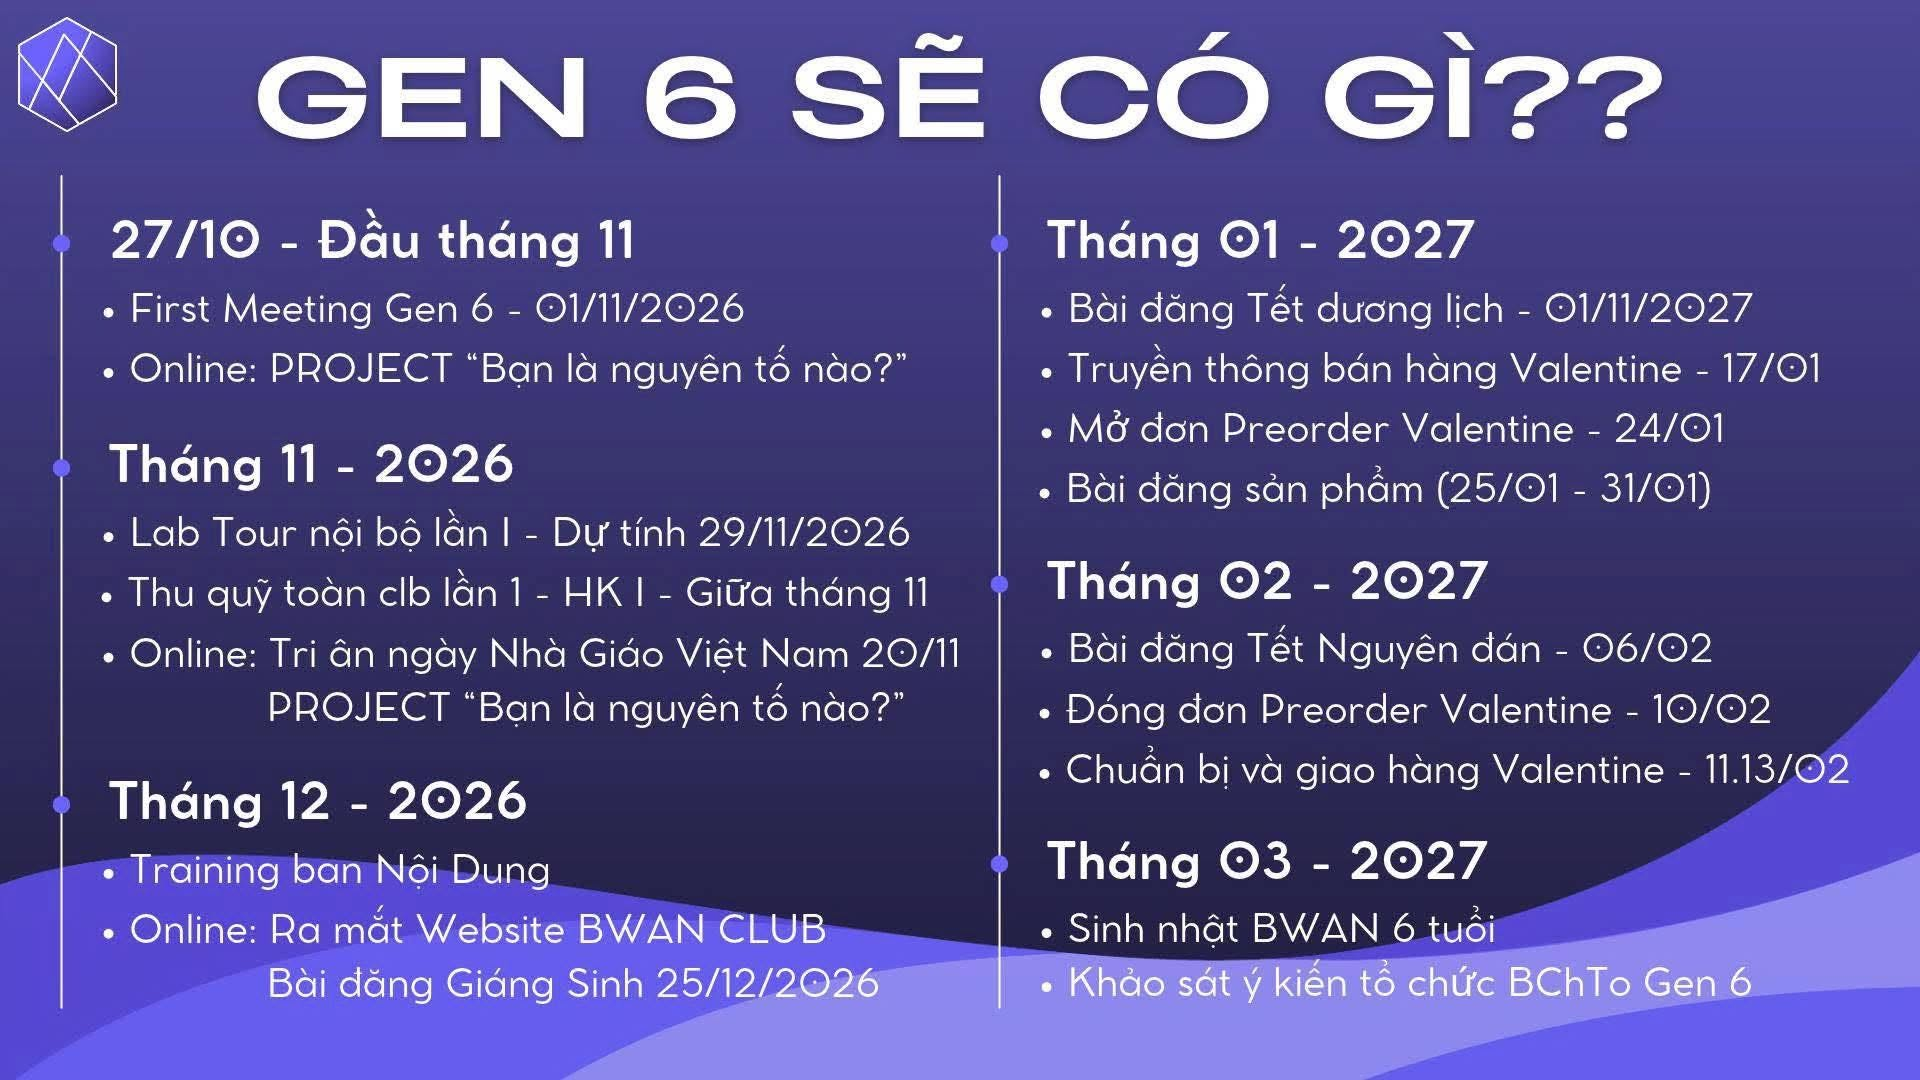 GEN 6 SẼ CÓ GÌ??
27/10 - Đầu tháng 11
• First Meeting Gen 6 - 01/11/2026
• Online: PROJECT “Bạn là nguyên tố nào?”
Tháng 11 - 2026
• Lab Tour nội bộ lần I - Dự tính 29/11/2026
• Thu quỹ toàn clb lần 1 - HK I - Giữa tháng 11
• Online: Tri ân ngày Nhà Giáo Việt Nam 20/11
PROJECT “Bạn là nguyên tố nào?”
Tháng 12 - 2026
• Training ban Nội Dung
• Online: Ra mắt Website BWAN CLUB
Bài đăng Giáng Sinh 25/12/2026
Tháng 01 - 2027
• Bài đăng Tết dương lịch - 01/11/2027
• Truyền thông bán hàng Valentine - 17/01
• Mở đơn Preorder Valentine - 24/01
• Bài đăng sản phẩm (25/01 - 31/01)
Tháng 02 - 2027
• Bài đăng Tết Nguyên đán - 06/02
• Đóng đơn Preorder Valentine - 10/02
• Chuẩn bị và giao hàng Valentine - 11.13/02
Tháng 03 - 2027
• Sinh nhật BWAN 6 tuổi
• Khảo sát ý kiến tổ chức BChTo Gen 6